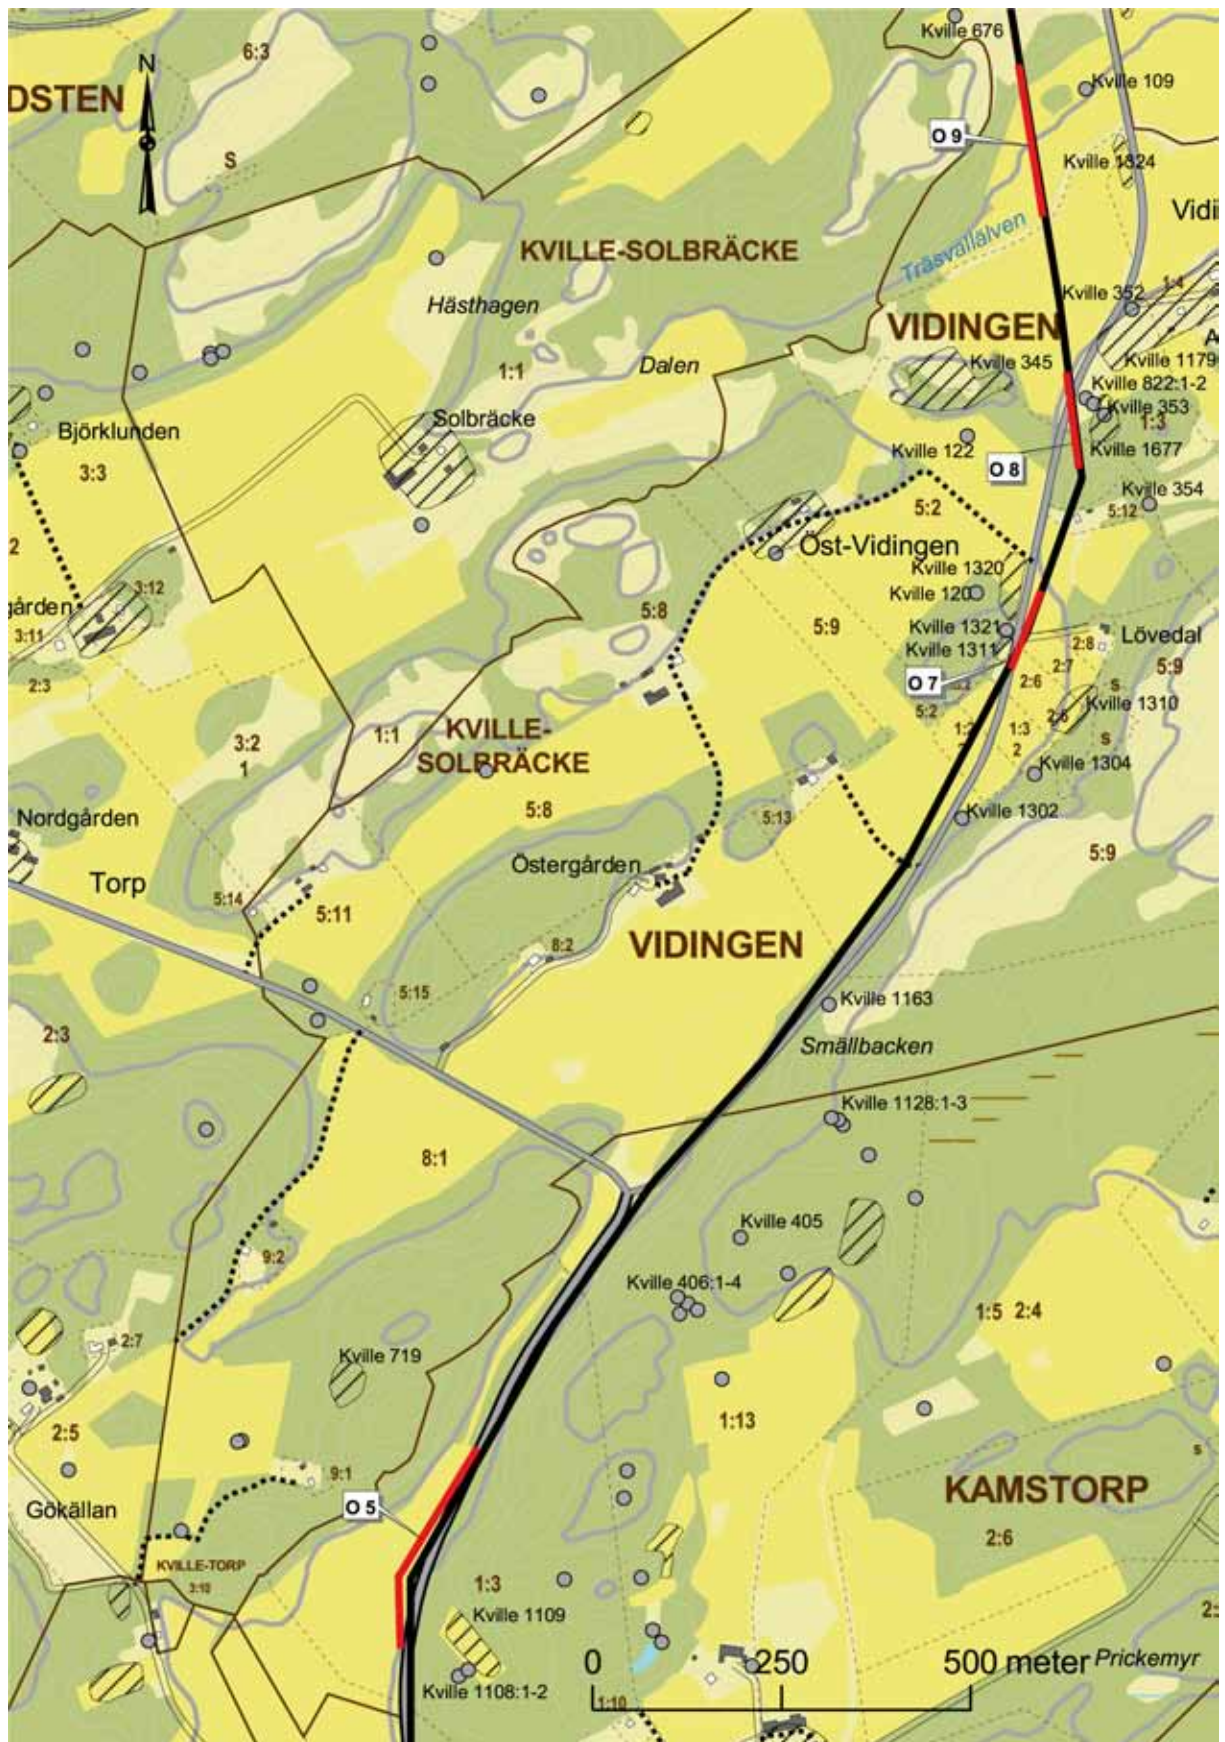 Kville 676
6:3
N
DSTEN
Kville 109
O 9
S
Kville 1324
Vidi
KVILLE-SOLBRÄCKE
Träsvallälven
1:4
Kville 352
Hästhagen
VIDINGEN
A
Dalen
Kville 345
Kville 1179
1:1
Kville 822:1-2
Kville 353
Solbräcke
1:3
Björklunden
Kville 122
Kville 1677
3:3
O 8
Kville 354
5:2
5:12
2
Öst-Vidingen
Kville 1320
3:12
Kville 120
gården
5:8
5:9
Kville 1321
3:11
2:8
Lövedal
Kville 1311
2:7
5:9
2:3
O 7
2:6
s
5:2
Kville 1310
1:1
KVILLE-
SOLBRÄCKE
3:2
1
1:3
2
s
Kville 1304
5:8
Nordgården
5:13
Kville 1302
Östergården
5:9
Torp
5:14
5:11
VIDINGEN
8:2
5:15
Kville 1163
2:3
Smällbacken
Kville 1128:1-3
8:1
Kville 405
9:2
Kville 406:1-4
1:5 2:4
2:7
Kville 719
1:13
2:5
s
9:1
KAMSTORP
Gökällan
O 5
2:6
KVILLE-TORP
3:10
1:3
Kville 1109
2:
0 250 500 meter
Prickemyr
Kville 1108:1-2
1:10